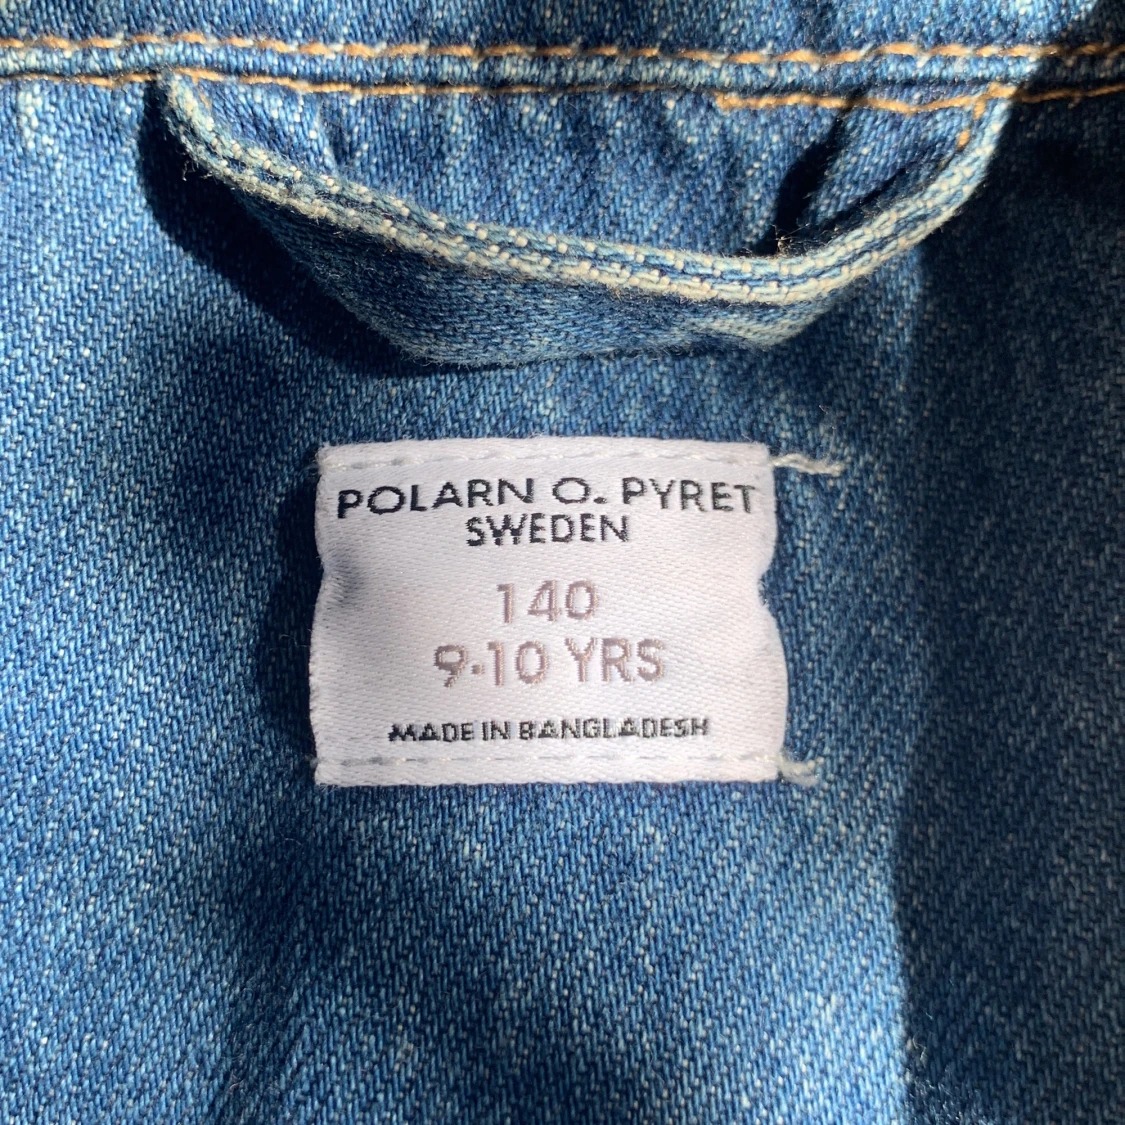 POLARN O. PYRET
SWEDEN
140
9-10 YRS
MADE IN BANGLADESH